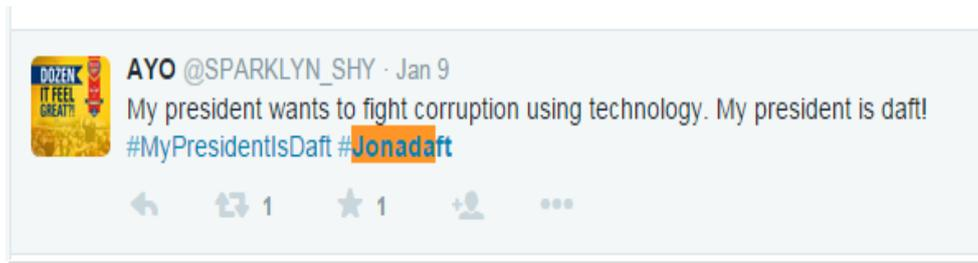 DOZEN
IT FEEL
GREAT?!
AYO @SPARKLYN_SHY · Jan 9
My president wants to fight corruption using technology. My president is daft!
#MyPresidentIsDaft #Jonadaft
1 1